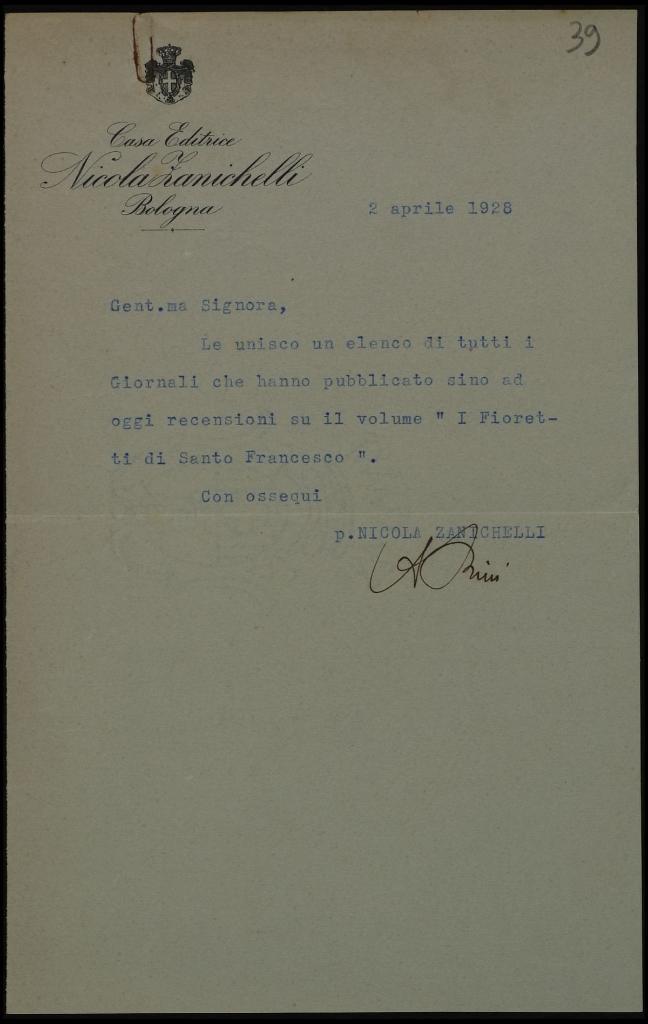 39
Casa Editrice
Nicola Zanichelli
Bologna
2 aprile 1928
Gent.ma Signora,
Le unisco un elenco di tutti i
Giornali che hanno pubblicato sino ad
oggi recensioni su il volume " I Fioret-
ti di Santo Francesco ".
Con ossequi
p.NICOLA ZANICHELLI